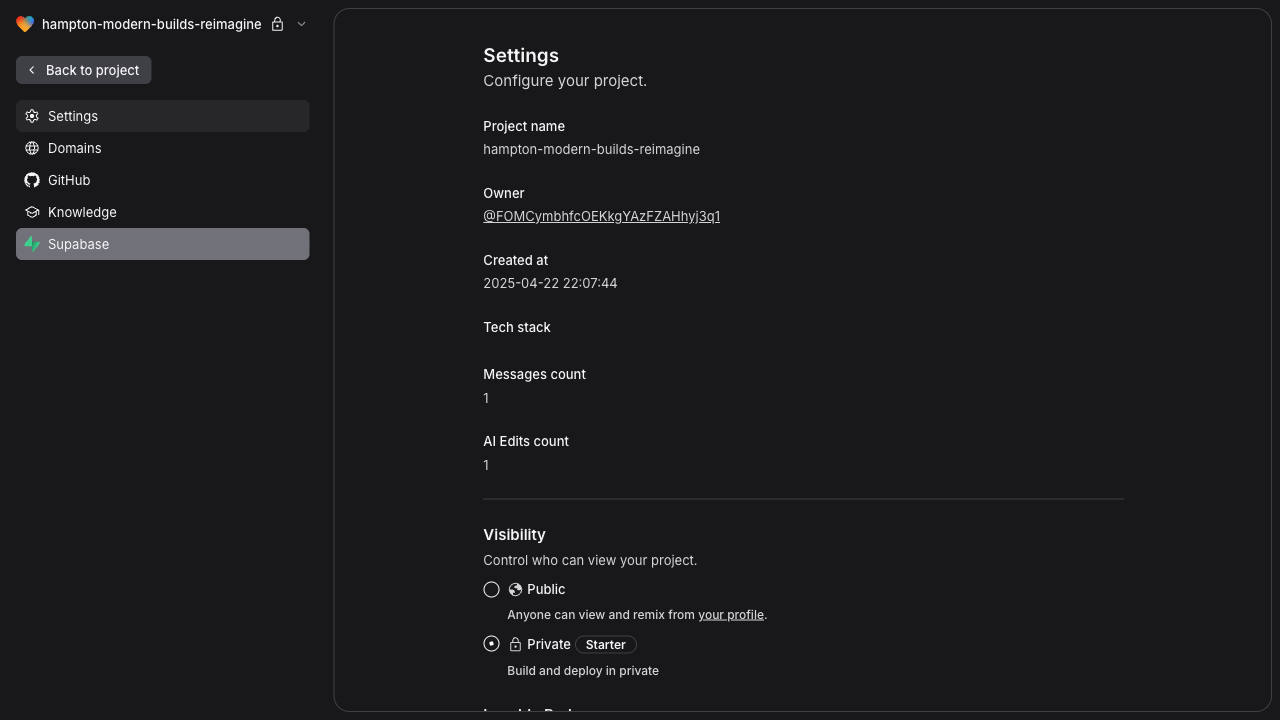 hampton-modern-builds-reimagine
Back to project
Settings
Domains
GitHub
Knowledge
Supabase
Settings
Configure your project.
Project name
hampton-modern-builds-reimagine
Owner
@FOMCymbhfcOEKkgYAzFZAHhyj3q1
Created at
2025-04-22 22:07:44
Tech stack
Messages count
1
AI Edits count
1
Visibility
Control who can view your project.
Public
Anyone can view and remix from your profile.
Private Starter
Build and deploy in private